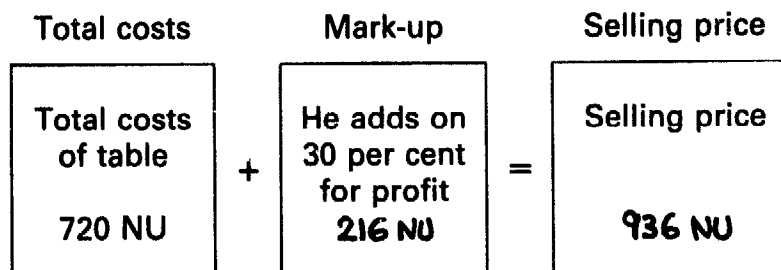 Total costs
Mark-up
Selling price
Total costs
of table
720 NU
+
He adds on
30 per cent
for profit
216 NU
=
Selling price
936 NU